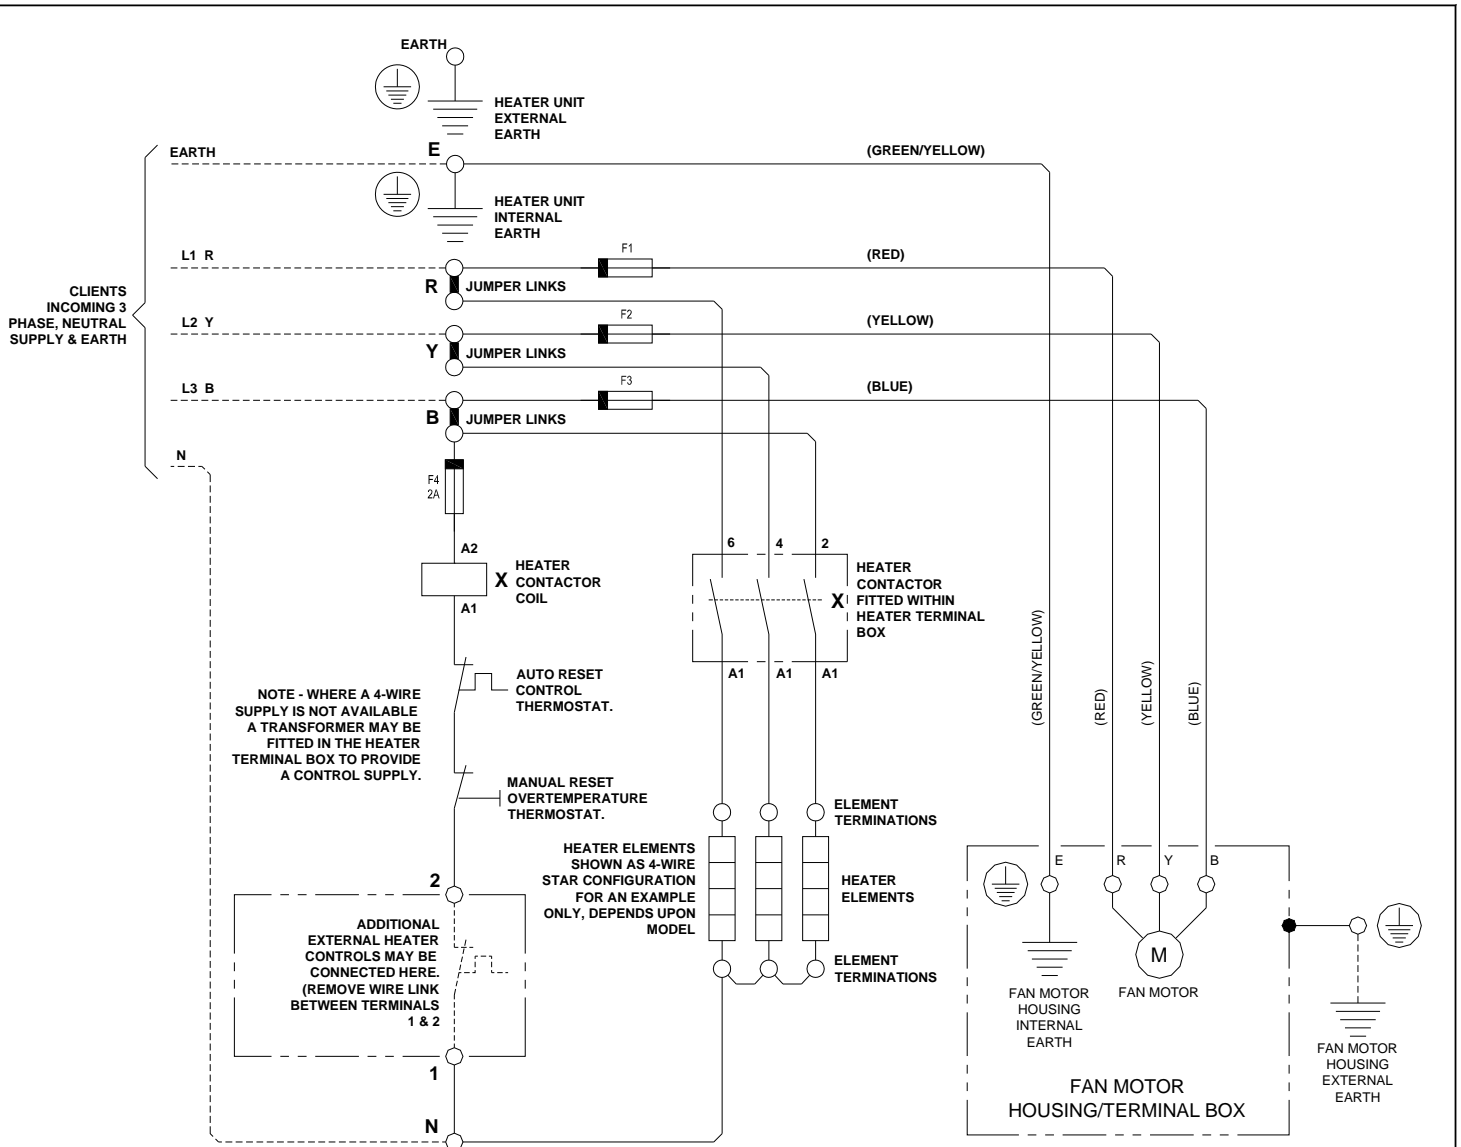 EARTH
HEATER UNIT
EXTERNAL
EARTH
EARTH
E
(GREEN/YELLOW)
HEATER UNIT
INTERNAL
EARTH
L1 R
F1
(RED)
R
JUMPER LINKS
CLIENTS
INCOMING 3
PHASE, NEUTRAL
SUPPLY & EARTH
L2 Y
F2
(YELLOW)
Y
JUMPER LINKS
L3 B
F3
(BLUE)
B
JUMPER LINKS
N
F4
2A
A2
X
HEATER
CONTACTOR
COIL
A1
6
4
2
X
HEATER
CONTACTOR
FITTED WITHIN
HEATER TERMINAL
BOX
A1
A1
A1
AUTO RESET
CONTROL
THERMOSTAT.
NOTE - WHERE A 4-WIRE
SUPPLY IS NOT AVAILABLE
A TRANSFORMER MAY BE
FITTED IN THE HEATER
TERMINAL BOX TO PROVIDE
A CONTROL SUPPLY.
MANUAL RESET
OVERTEMPERATURE
THERMOSTAT.
(GREEN/YELLOW)
(RED)
(YELLOW)
(BLUE)
ELEMENT
TERMINATIONS
HEATER ELEMENTS
SHOWN AS 4-WIRE
STAR CONFIGURATION
FOR AN EXAMPLE
ONLY, DEPENDS UPON
MODEL
HEATER
ELEMENTS
ELEMENT
TERMINATIONS
2
ADDITIONAL
EXTERNAL HEATER
CONTROLS MAY BE
CONNECTED HERE.
(REMOVE WIRE LINK
BETWEEN TERMINALS
1 & 2
1
N
E
R
Y
B
M
FAN MOTOR
HOUSING
INTERNAL
EARTH
FAN MOTOR
FAN MOTOR
HOUSING
EXTERNAL
EARTH
FAN MOTOR
HOUSING/TERMINAL BOX